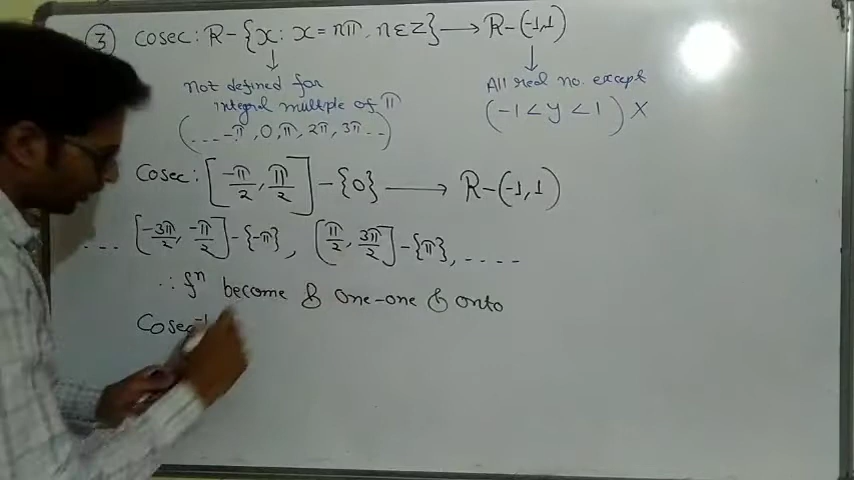 ③ Cosec: R-{x: x=nπ, nεZ} → R-(-1,1)
↓ ↓
Not defined for
integral multiple of π
(....-π, 0, π, 2π, 3π...)
All real no. except
(-1<y<1) X
Cosec: [-π/2, π/2] - {0} → R-(-1,1)
... [-3π/2, -π/2] - {-π}, [π/2, 3π/2] - {π}, ....
∴ fⁿ become & one-one & onto
Cosec⁻¹